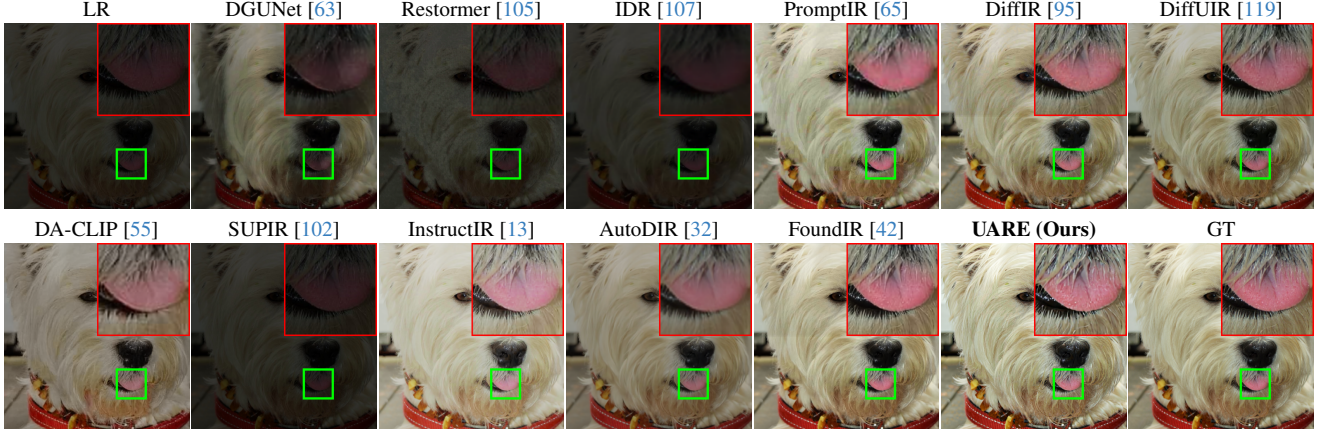 LR DGUNet [63] Restormer [105] IDR [107] PromptIR [65] DiffIR [95] DiffUIR [119]
DA-CLIP [55] SUPIR [102] InstructIR [13] AutoDIR [32] FoundIR [42] UARE (Ours) GT